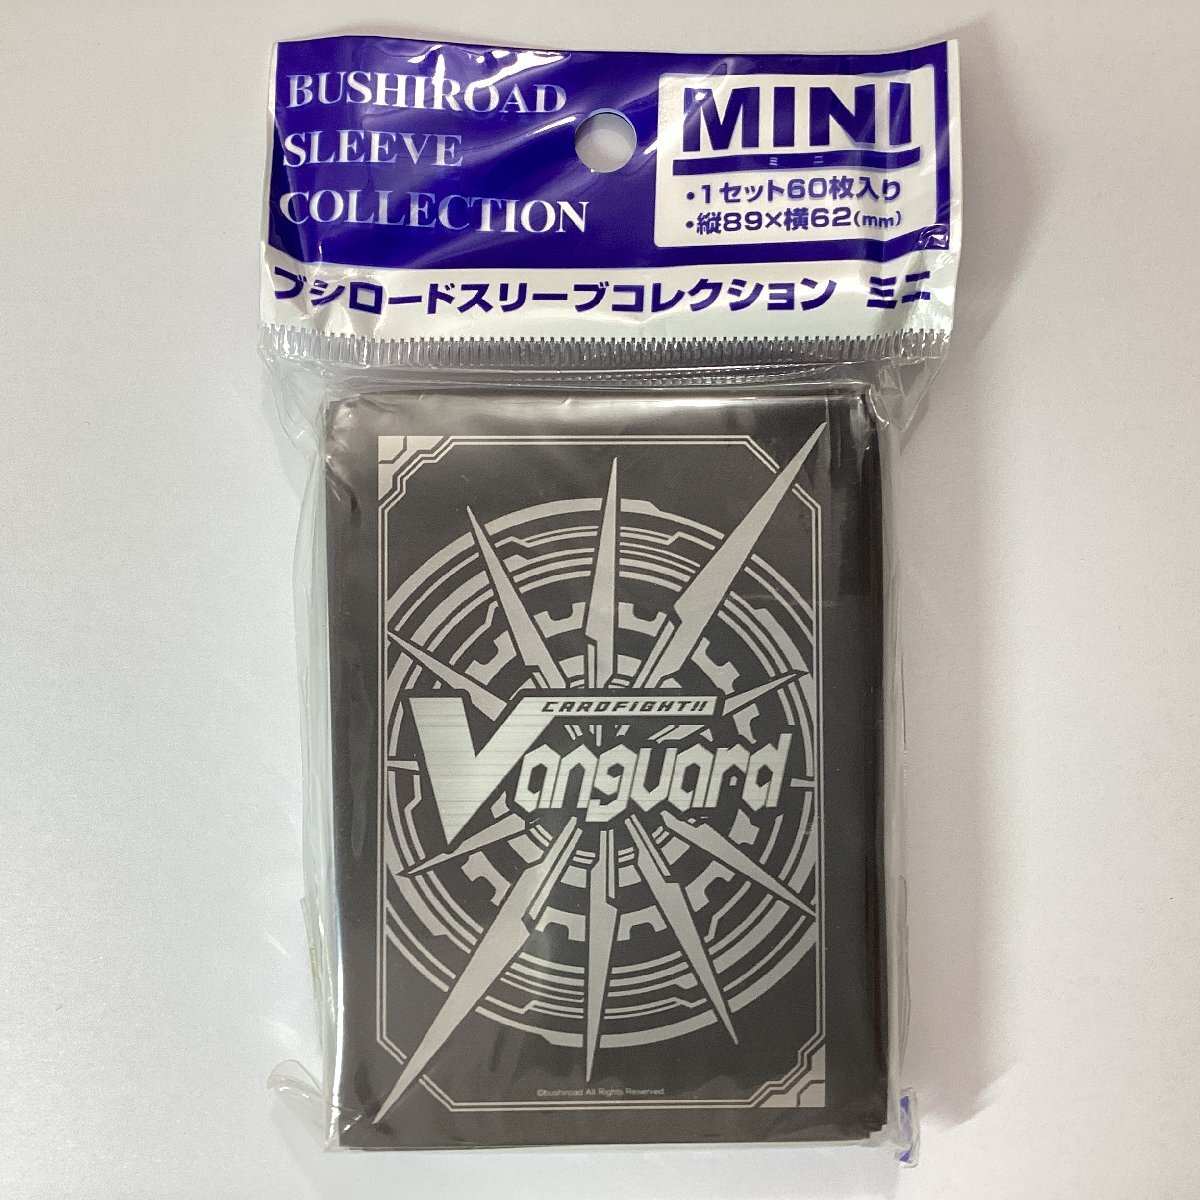 BUSHIROAD
SLEEVE
COLLECTION
MINI
ミニ
・1セット60枚入り
・縦89×横62(mm)
ブシロードスリーブコレクション ミニ
CARDFIGHT!!
Vanguard
©bushiroad All Rights Reserved.